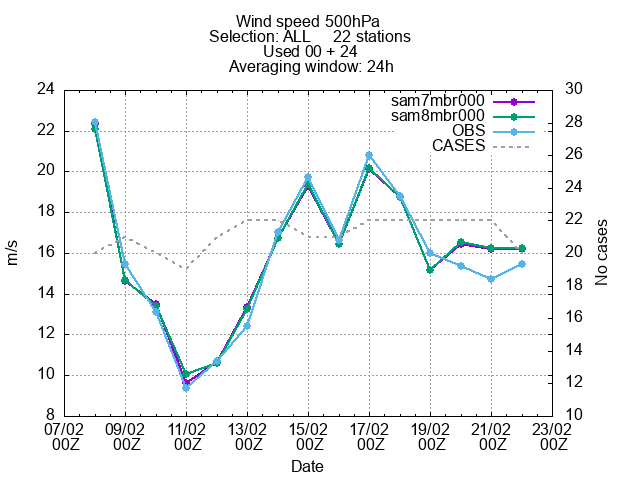 Wind speed 500hPa
Selection: ALL 22 stations
Used 00 + 24
Averaging window: 24h
24
22
20
18
16
14
12
10
8
m/s
30
28
26
24
22
20
18
16
14
12
10
No cases
sam7mbr000
sam8mbr000
OBS
CASES
07/02 09/02 11/02 13/02 15/02 17/02 19/02 21/02 23/02
00Z 00Z 00Z 00Z 00Z 00Z 00Z 00Z 00Z
Date